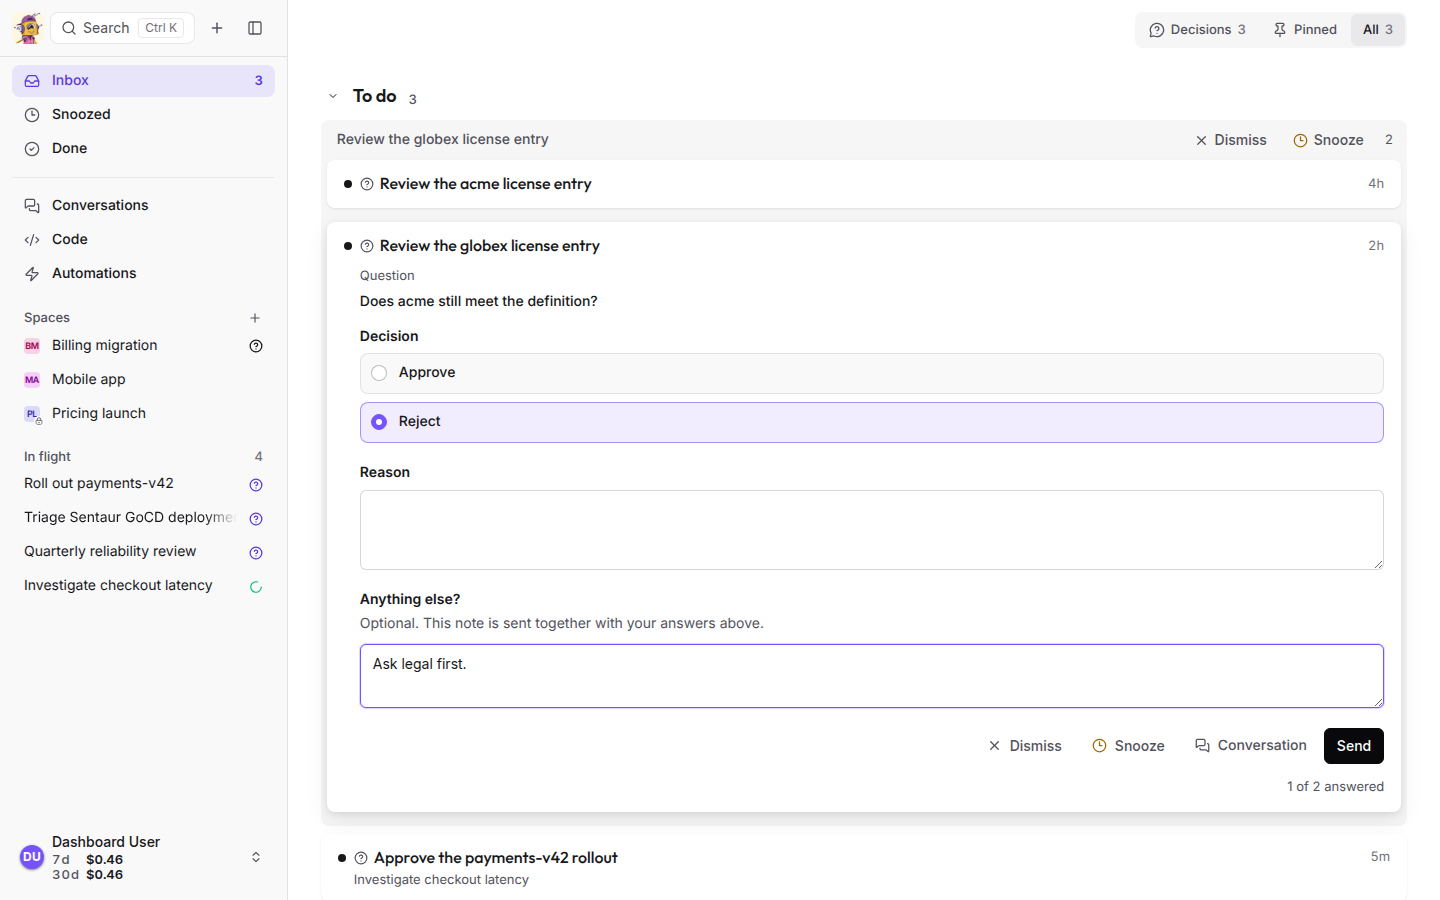 Search Ctrl K
Inbox 3
Snoozed
Done
Conversations
Code
Automations
Spaces
BM Billing migration
MA Mobile app
PL Pricing launch
In flight 4
Roll out payments-v42
Triage Sentaur GoCD deployme
Quarterly reliability review
Investigate checkout latency
DU Dashboard User
7d $0.46
30d $0.46
Decisions 3 Pinned All 3
To do 3
Review the globex license entry Dismiss Snooze 2
Review the acme license entry 4h
Review the globex license entry 2h
Question
Does acme still meet the definition?
Decision
Approve
Reject
Reason
Anything else?
Optional. This note is sent together with your answers above.
Ask legal first.
Dismiss Snooze Conversation Send
1 of 2 answered
Approve the payments-v42 rollout 5m
Investigate checkout latency